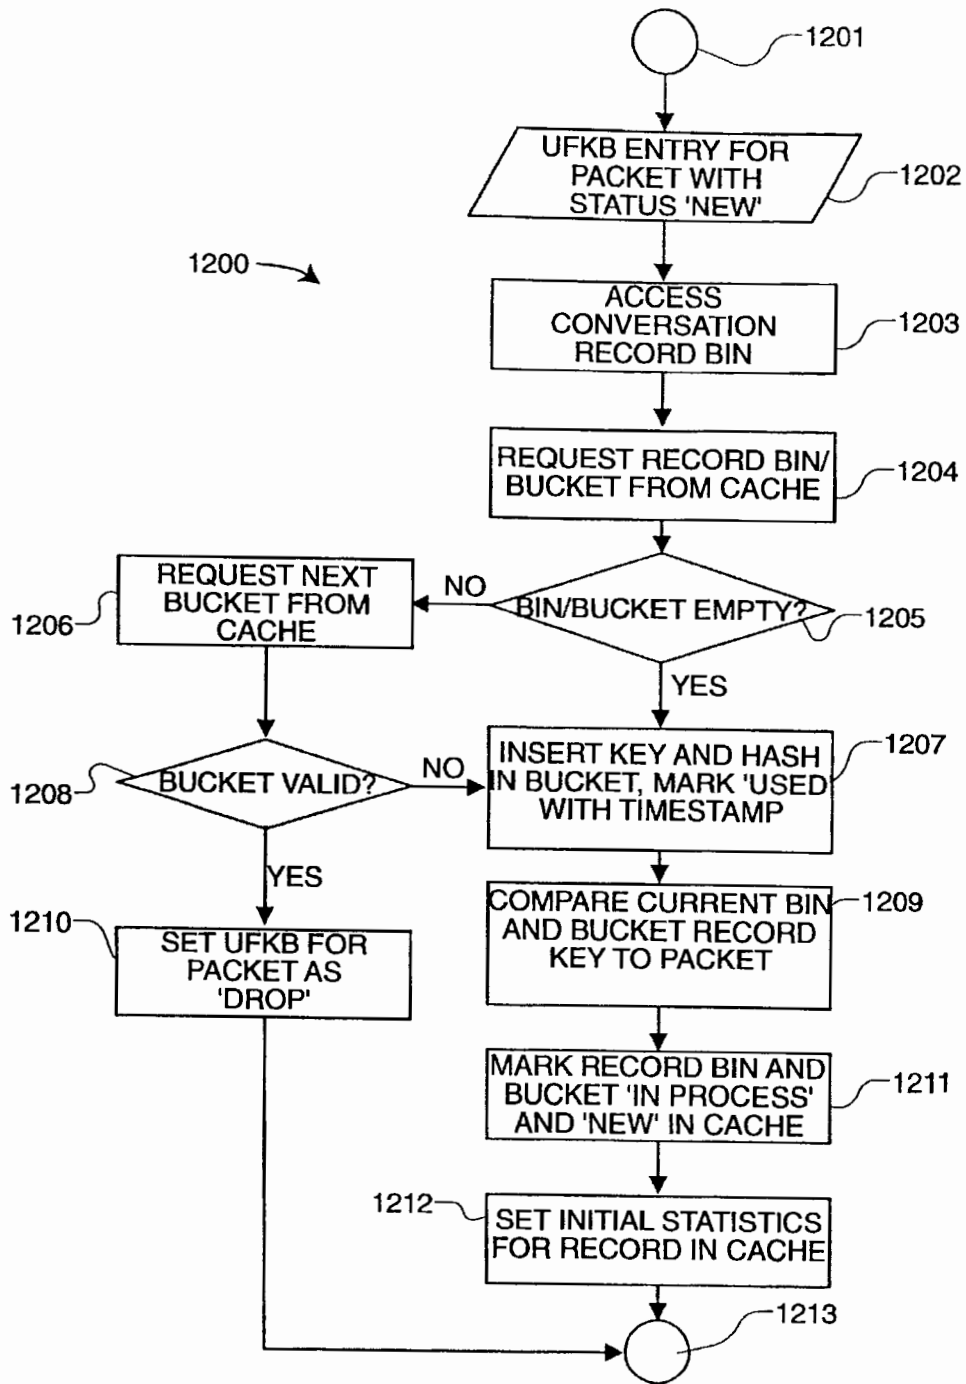 1201
UFKB ENTRY FOR
PACKET WITH
STATUS 'NEW'
1202
1200
ACCESS
CONVERSATION
RECORD BIN
1203
REQUEST RECORD BIN/
BUCKET FROM CACHE
1204
REQUEST NEXT
BUCKET FROM
CACHE
1206
NO
BIN/BUCKET EMPTY?
1205
YES
INSERT KEY AND HASH
IN BUCKET, MARK 'USED
WITH TIMESTAMP
1207
BUCKET VALID?
1208
NO
YES
COMPARE CURRENT BIN
AND BUCKET RECORD
KEY TO PACKET
1209
1210
SET UFKB FOR
PACKET AS
'DROP'
MARK RECORD BIN AND
BUCKET 'IN PROCESS'
AND 'NEW' IN CACHE
1211
1212
SET INITIAL STATISTICS
FOR RECORD IN CACHE
1213